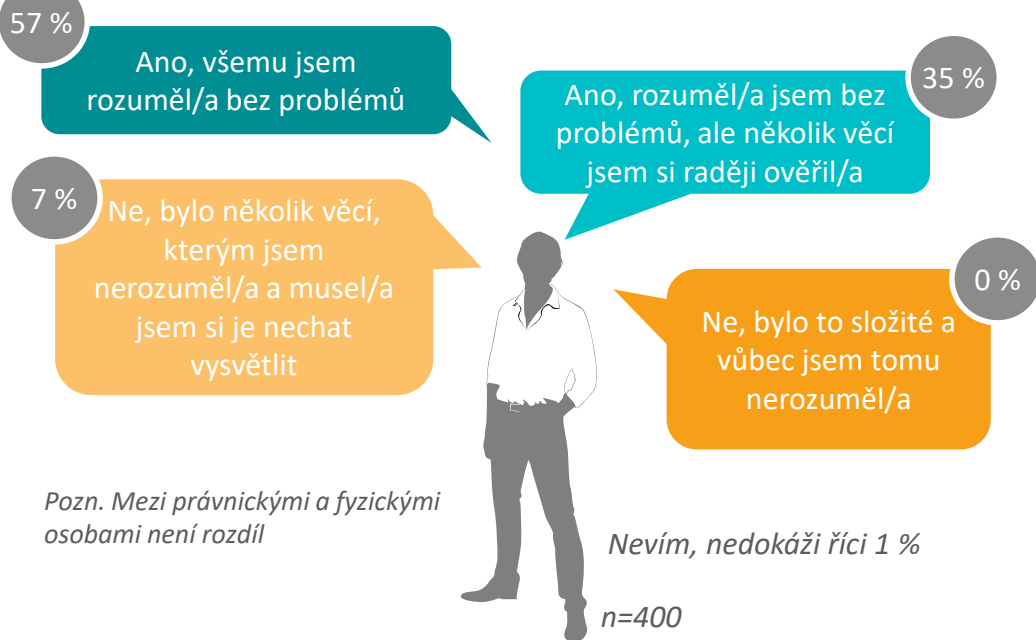 57 %
Ano, všemu jsem
rozuměl/a bez problémů
35 %
Ano, rozuměl/a jsem bez
problémů, ale několik věcí
jsem si raději ověřil/a
7 %
Ne, bylo několik věcí,
kterým jsem
nerozuměl/a a musel/a
jsem si je nechat
vysvětlit
0 %
Ne, bylo to složité a
vůbec jsem tomu
nerozuměl/a
Pozn. Mezi právnickými a fyzickými
osobami není rozdíl
Nevím, nedokáži říci 1 %
n=400